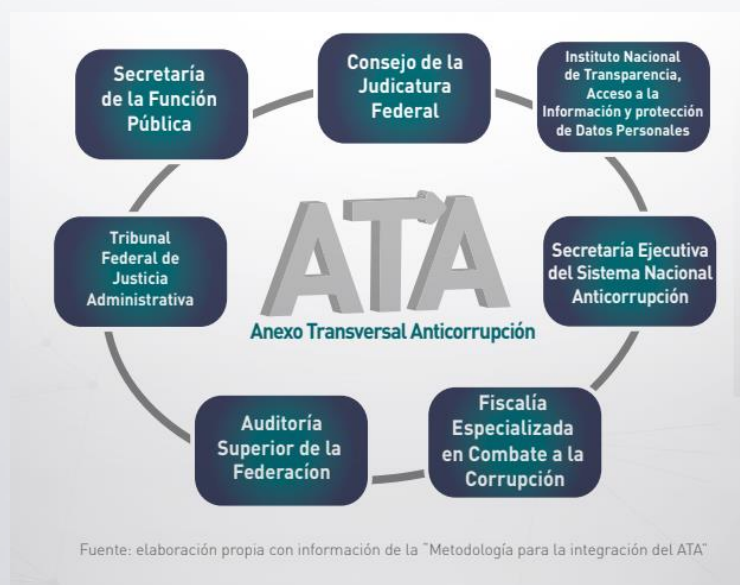 Secretaría
de la Función
Pública
Consejo de la
Judicatura
Federal
Instituto Nacional
de Transparencia,
Acceso a la
Información y protección
de Datos Personales
Tribunal
Federal de
Justicia
Administrativa
ATA
Anexo Transversal Anticorrupción
Secretaría Ejecutiva
del Sistema Nacional
Anticorrupción
Auditoría
Superior de la
Federacíon
Fiscalía
Especializada
en Combate a la
Corrupción
Fuente: elaboración propia con información de la "Metodología para la integración del ATA"